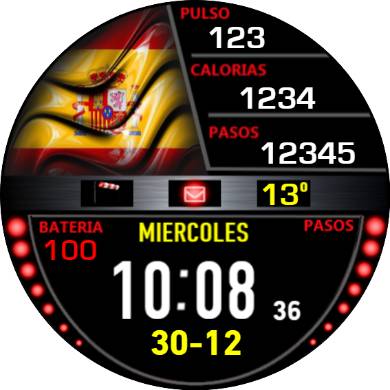 PULSO
123
CALORIAS
1234
PASOS
12345
13º
BATERIA
100
MIERCOLES
PASOS
10:08 36
30-12